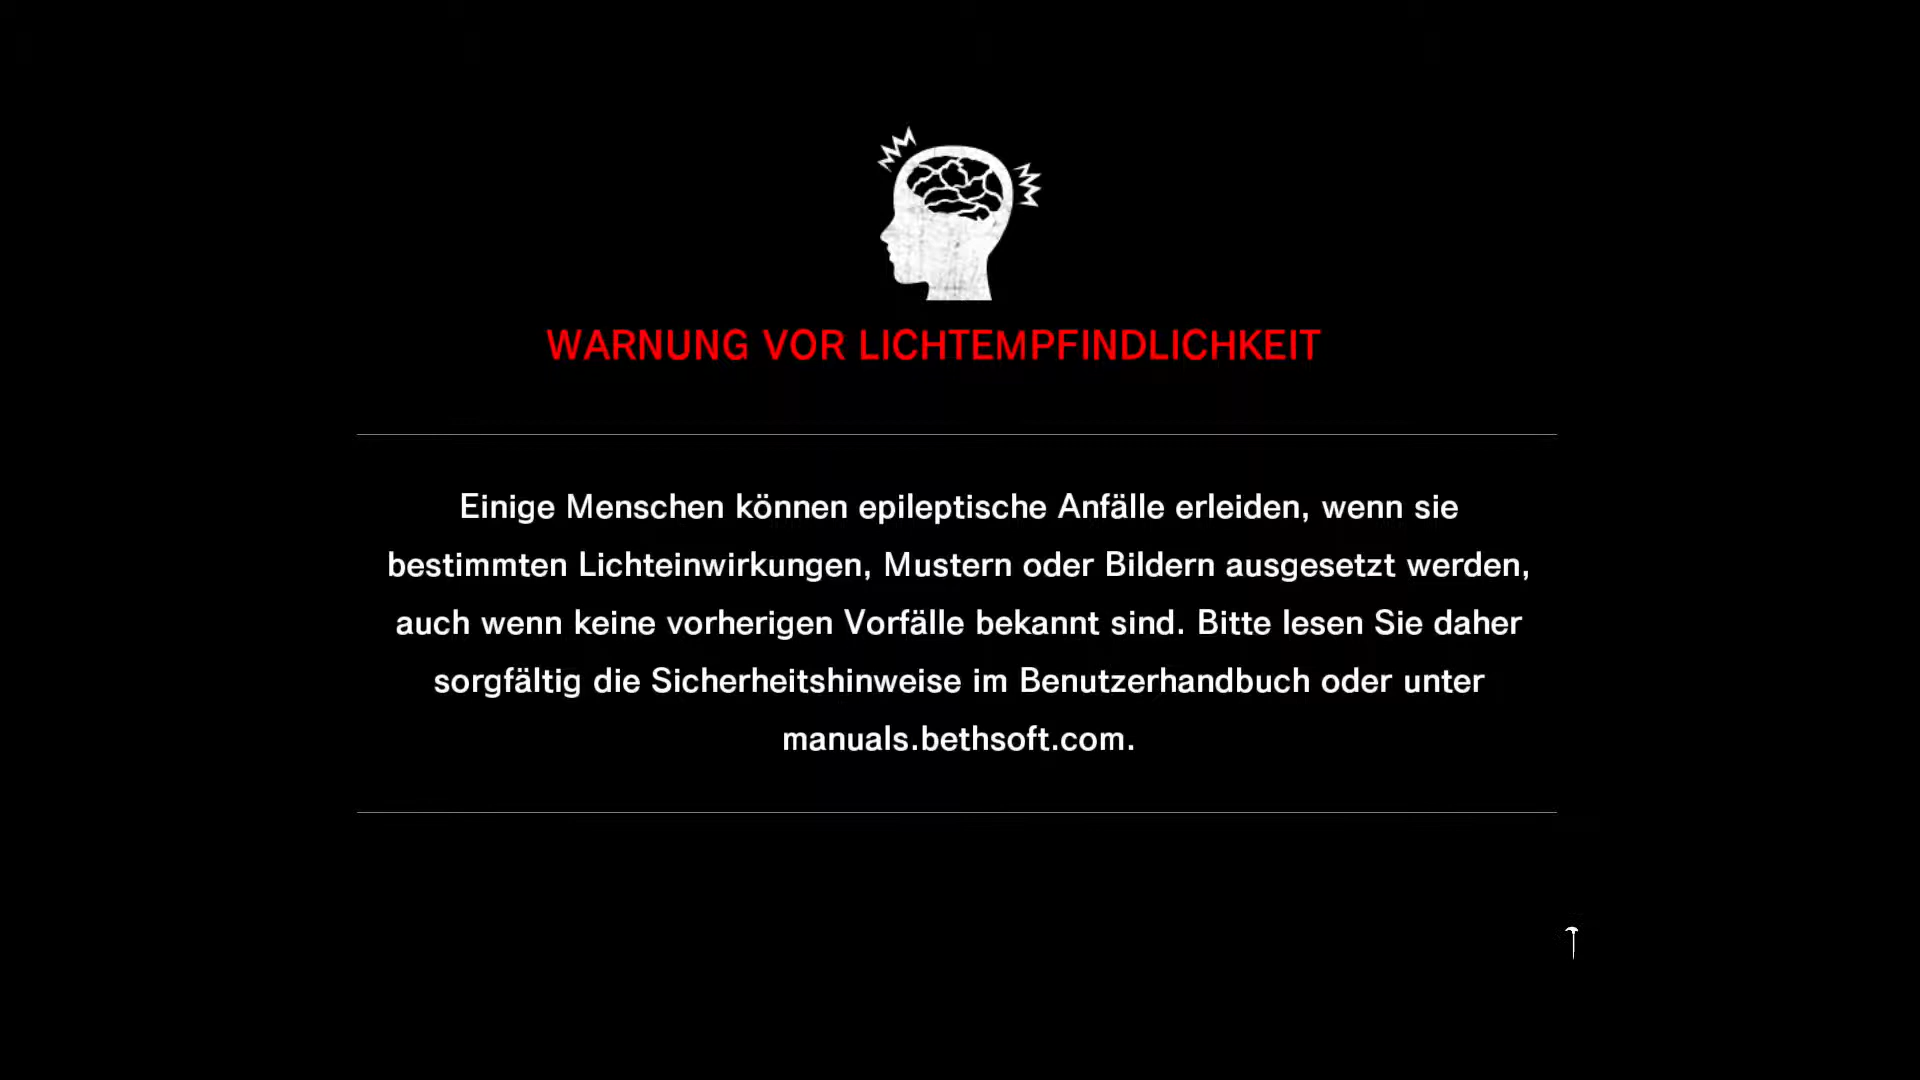 WARNUNG VOR LICHTEMPFINDLICHKEIT
Einige Menschen können epileptische Anfälle erleiden, wenn sie
bestimmten Lichteinwirkungen, Mustern oder Bildern ausgesetzt werden,
auch wenn keine vorherigen Vorfälle bekannt sind. Bitte lesen Sie daher
sorgfältig die Sicherheitshinweise im Benutzerhandbuch oder unter
manuals.bethsoft.com.